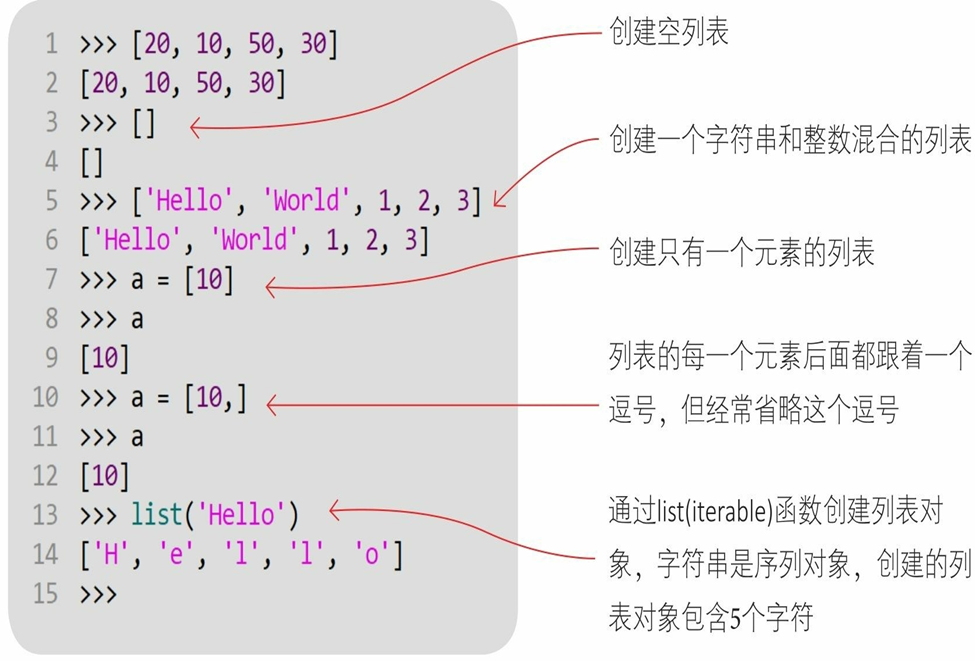 1 >>> [20, 10, 50, 30]
2 [20, 10, 50, 30]
3 >>> []
4 []
5 >>> ['Hello', 'World', 1, 2, 3]
6 ['Hello', 'World', 1, 2, 3]
7 >>> a = [10]
8 >>> a
9 [10]
10 >>> a = [10,]
11 >>> a
12 [10]
13 >>> list('Hello')
14 ['H', 'e', 'l', 'l', 'o']
15 >>>
创建空列表
创建一个字符串和整数混合的列表
创建只有一个元素的列表
列表的每一个元素后面都跟着一个
逗号，但经常省略这个逗号
通过list(iterable)函数创建列表对
象，字符串是序列对象，创建的列
表对象包含5个字符